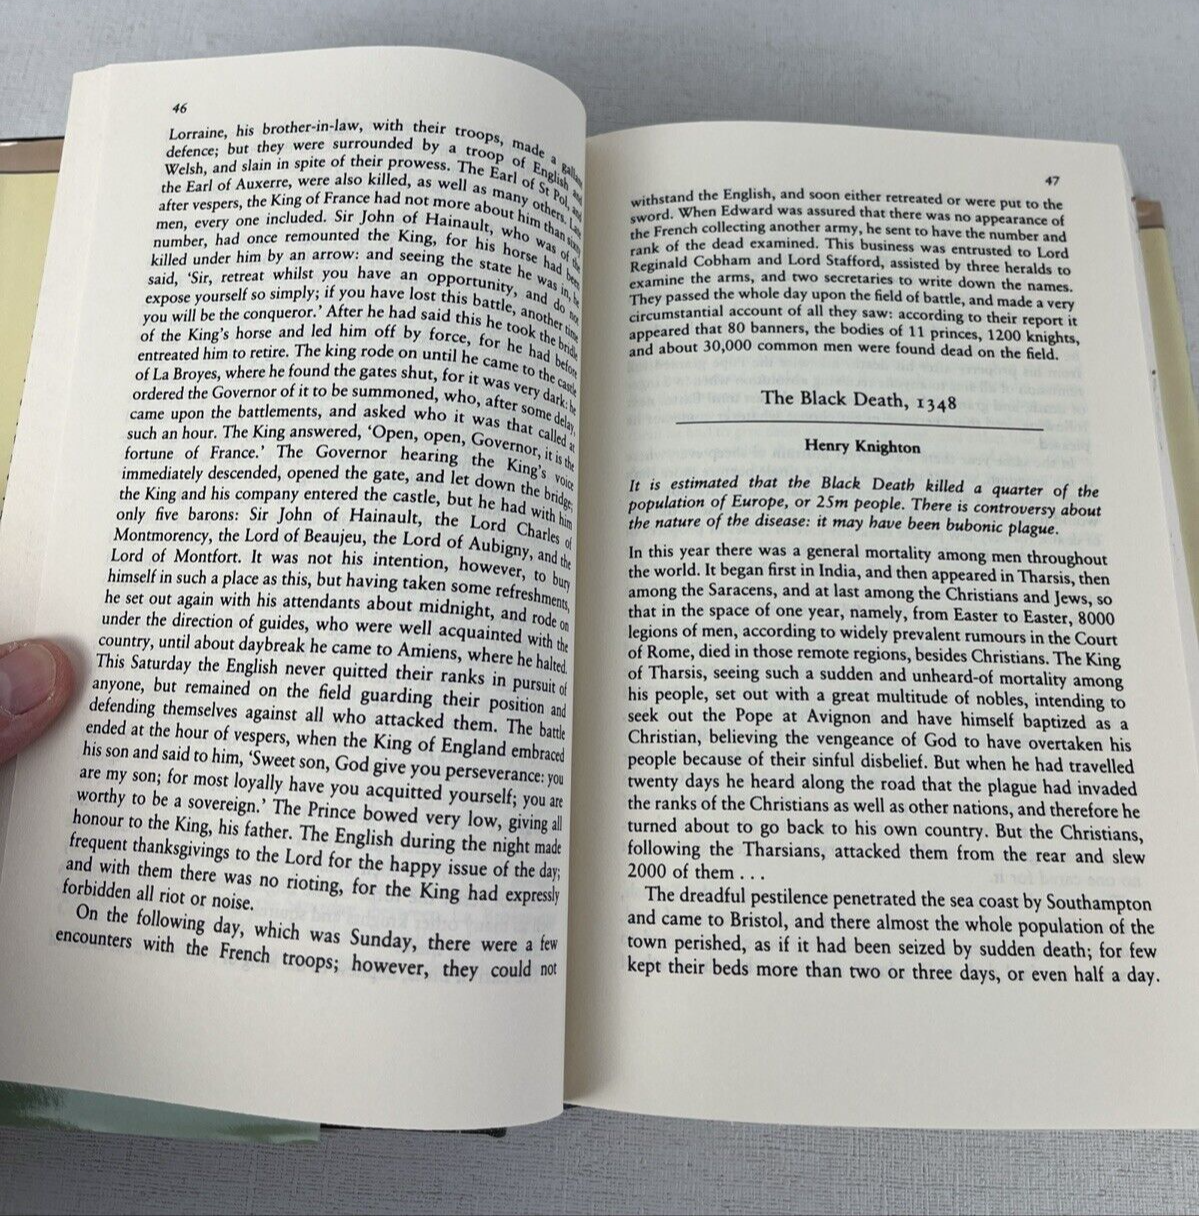 46
Lorraine, his brother-in-law, with their troops, made a gallant
defence; but they were surrounded by a troop of English and
Welsh, and slain in spite of their prowess. The Earl of St Pol, and
the Earl of Auxerre, were also killed, as well as many others. Late
after vespers, the King of France had not more about him than sixty
men, every one included. Sir John of Hainault, who was of the
number, had once remounted the King, for his horse had been
killed under him by an arrow: and seeing the state he was in, he
said, ‘Sir, retreat whilst you have an opportunity, and do not
expose yourself so simply; if you have lost this battle, another time
you will be the conqueror.’ After he had said this he took the bridle
of the King's horse and led him off by force, for he had before
entreated him to retire. The king rode on until he came to the castle
of La Broyes, where he found the gates shut, for it was very dark: he
ordered the Governor of it to be summoned, who, after some delay,
came upon the battlements, and asked who it was that called at
such an hour. The King answered, ‘Open, open, Governor, it is the
fortune of France.’ The Governor hearing the King's voice
immediately descended, opened the gate, and let down the bridge;
the King and his company entered the castle, but he had with him
only five barons: Sir John of Hainault, the Lord Charles of
Montmorency, the Lord of Beaujeu, the Lord of Aubigny, and the
Lord of Montfort. It was not his intention, however, to bury
himself in such a place as this, but having taken some refreshments,
he set out again with his attendants about midnight, and rode on
under the direction of guides, who were well acquainted with the
country, until about daybreak he came to Amiens, where he halted.
This Saturday the English never quitted their ranks in pursuit of
anyone, but remained on the field guarding their position and
defending themselves against all who attacked them. The battle
ended at the hour of vespers, when the King of England embraced
his son and said to him, ‘Sweet son, God give you perseverance: you
are my son; for most loyally have you acquitted yourself; you are
worthy to be a sovereign.’ The Prince bowed very low, giving all
honour to the King, his father. The English during the night made
frequent thanksgivings to the Lord for the happy issue of the day;
and with them there was no rioting, for the King had expressly
forbidden all riot or noise.
On the following day, which was Sunday, there were a few
encounters with the French troops; however, they could not
47
withstand the English, and soon either retreated or were put to the
sword. When Edward was assured that there was no appearance of
the French collecting another army, he sent to have the number and
rank of the dead examined. This business was entrusted to Lord
Reginald Cobham and Lord Stafford, assisted by three heralds to
examine the arms, and two secretaries to write down the names.
They passed the whole day upon the field of battle, and made a very
circumstantial account of all they saw: according to their report it
appeared that 80 banners, the bodies of 11 princes, 1200 knights,
and about 30,000 common men were found dead on the field.
The Black Death, 1348
Henry Knighton
It is estimated that the Black Death killed a quarter of the
population of Europe, or 25m people. There is controversy about
the nature of the disease: it may have been bubonic plague.
In this year there was a general mortality among men throughout
the world. It began first in India, and then appeared in Tharsis, then
among the Saracens, and at last among the Christians and Jews, so
that in the space of one year, namely, from Easter to Easter, 8000
legions of men, according to widely prevalent rumours in the Court
of Rome, died in those remote regions, besides Christians. The King
of Tharsis, seeing such a sudden and unheard-of mortality among
his people, set out with a great multitude of nobles, intending to
seek out the Pope at Avignon and have himself baptized as a
Christian, believing the vengeance of God to have overtaken his
people because of their sinful disbelief. But when he had travelled
twenty days he heard along the road that the plague had invaded
the ranks of the Christians as well as other nations, and therefore he
turned about to go back to his own country. But the Christians,
following the Tharsians, attacked them from the rear and slew
2000 of them . . .
The dreadful pestilence penetrated the sea coast by Southampton
and came to Bristol, and there almost the whole population of the
town perished, as if it had been seized by sudden death; for few
kept their beds more than two or three days, or even half a day.